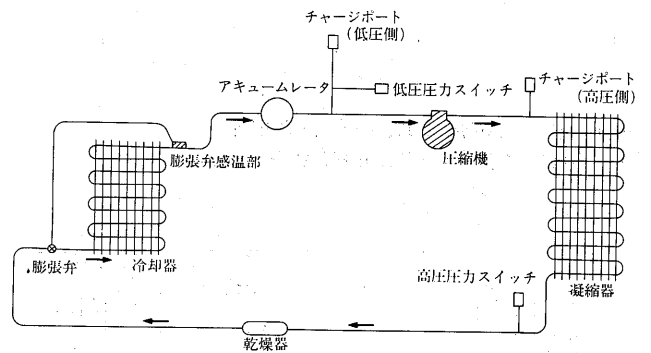 チャージポート
(低圧側)
アキュームレータ
低圧圧力スイッチ
チャージポート
(高圧側)
膨張弁感温部
圧縮機
膨張弁
冷却器
高圧圧力スイッチ
凝縮器
乾燥器